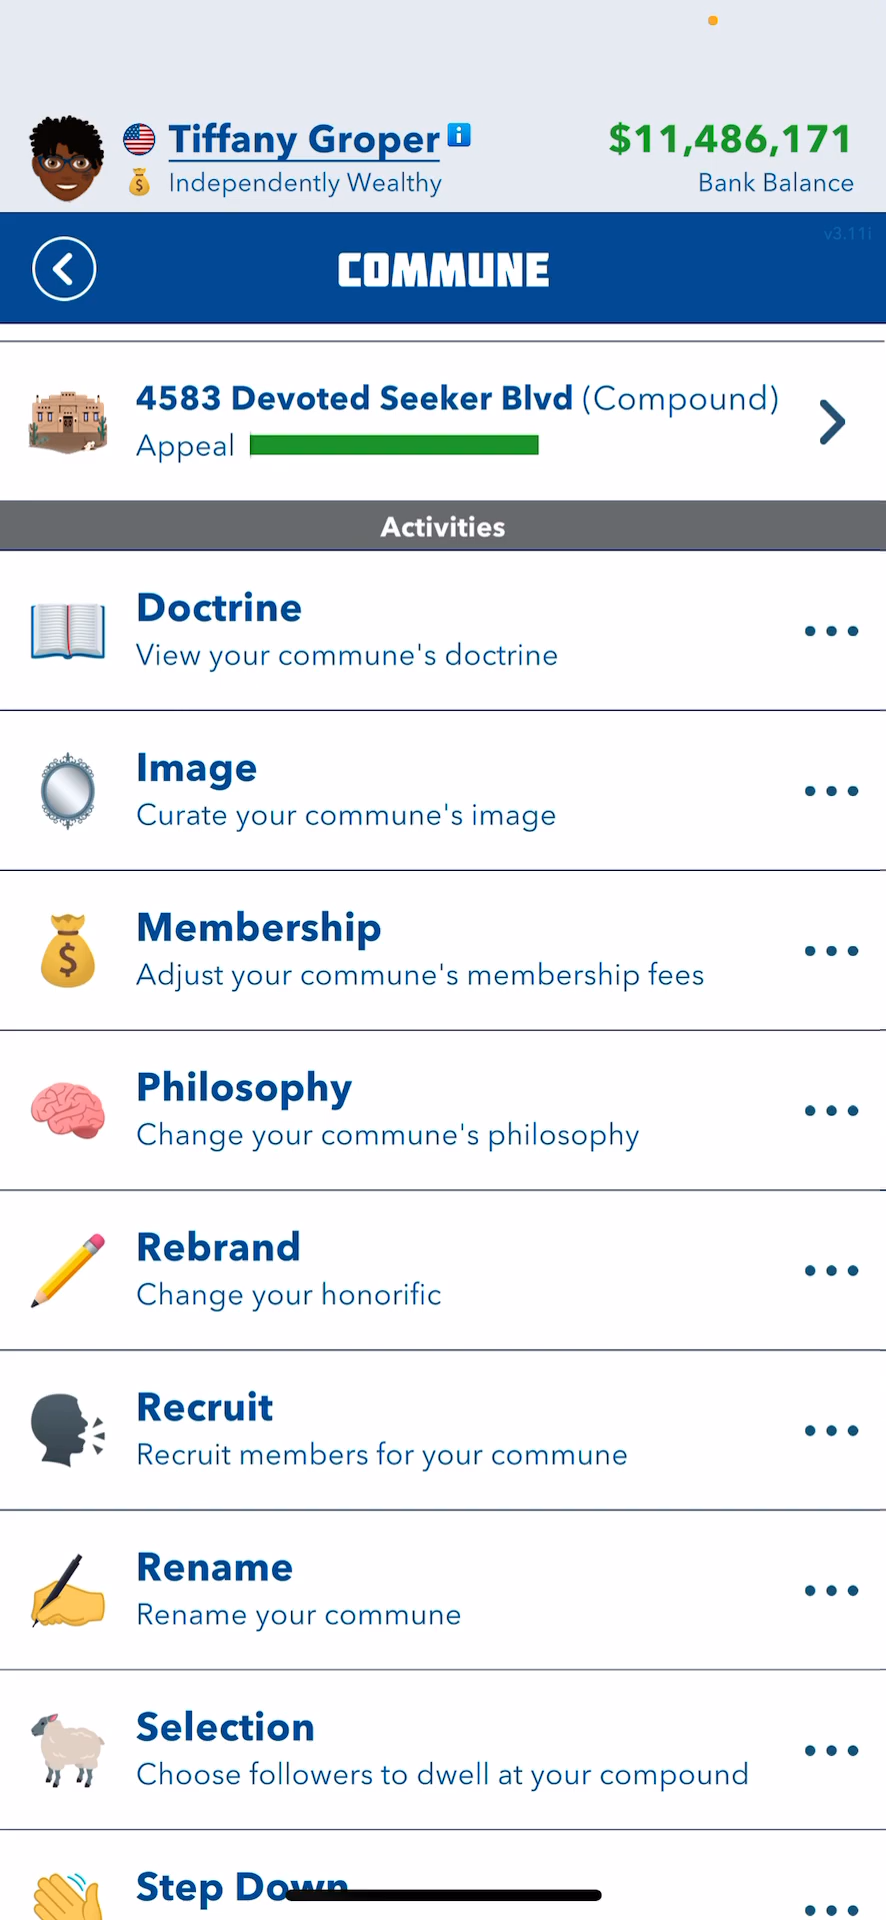 Tiffany Groper i
$11,486,171
Independently Wealthy
Bank Balance
v3.11i
COMMUNE
4583 Devoted Seeker Blvd (Compound)
Appeal
Activities
Doctrine
View your commune's doctrine
Image
Curate your commune's image
Membership
Adjust your commune's membership fees
Philosophy
Change your commune's philosophy
Rebrand
Change your honorific
Recruit
Recruit members for your commune
Rename
Rename your commune
Selection
Choose followers to dwell at your compound
Step Down